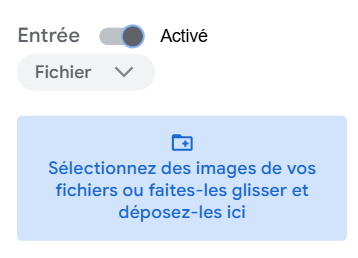 Entrée Activé
Fichier
Sélectionnez des images de vos
fichiers ou faites-les glisser et
déposez-les ici